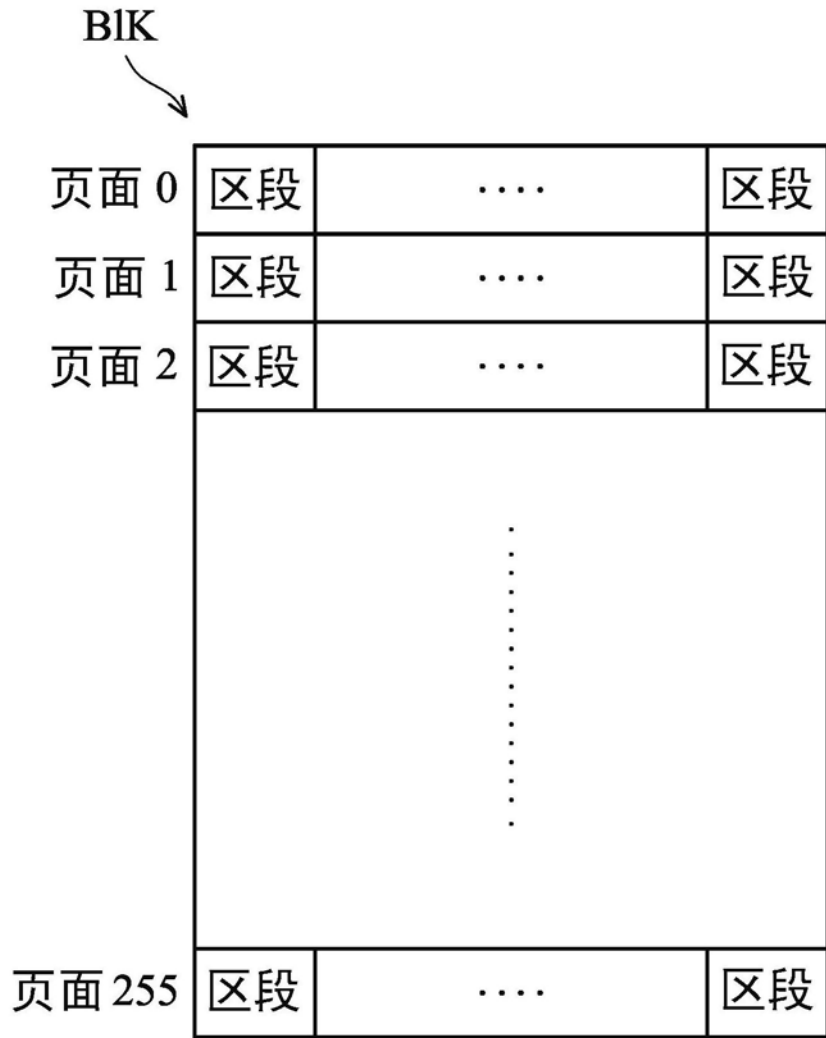 BlK
页面 0 区段 ···· 区段
页面 1 区段 ···· 区段
页面 2 区段 ···· 区段
页面 255 区段 ···· 区段